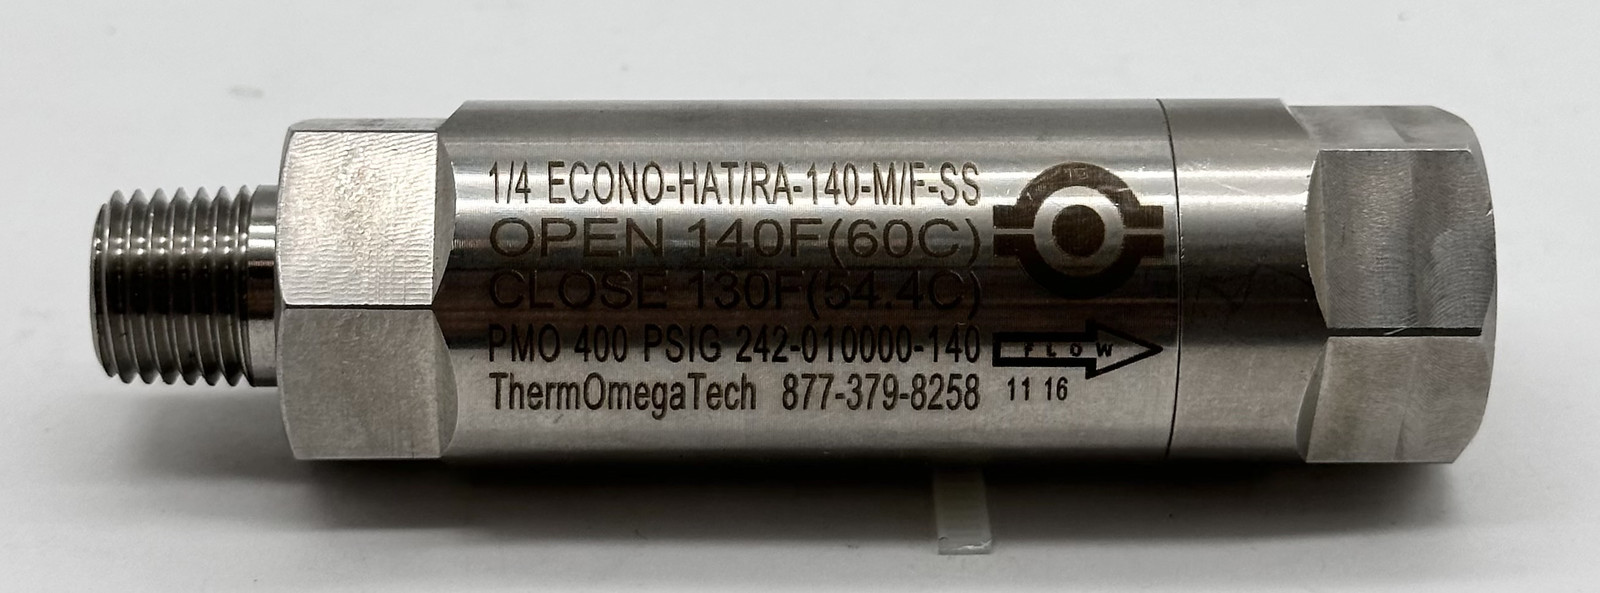 1/4 ECONO-HAT/RA-140-M/F-SS
OPEN 140F(60C)
CLOSE 130F(54.4C)
PMO 400 PSIG 242-010000-140
FLOW
ThermOmegaTech 877-379-8258
11 16